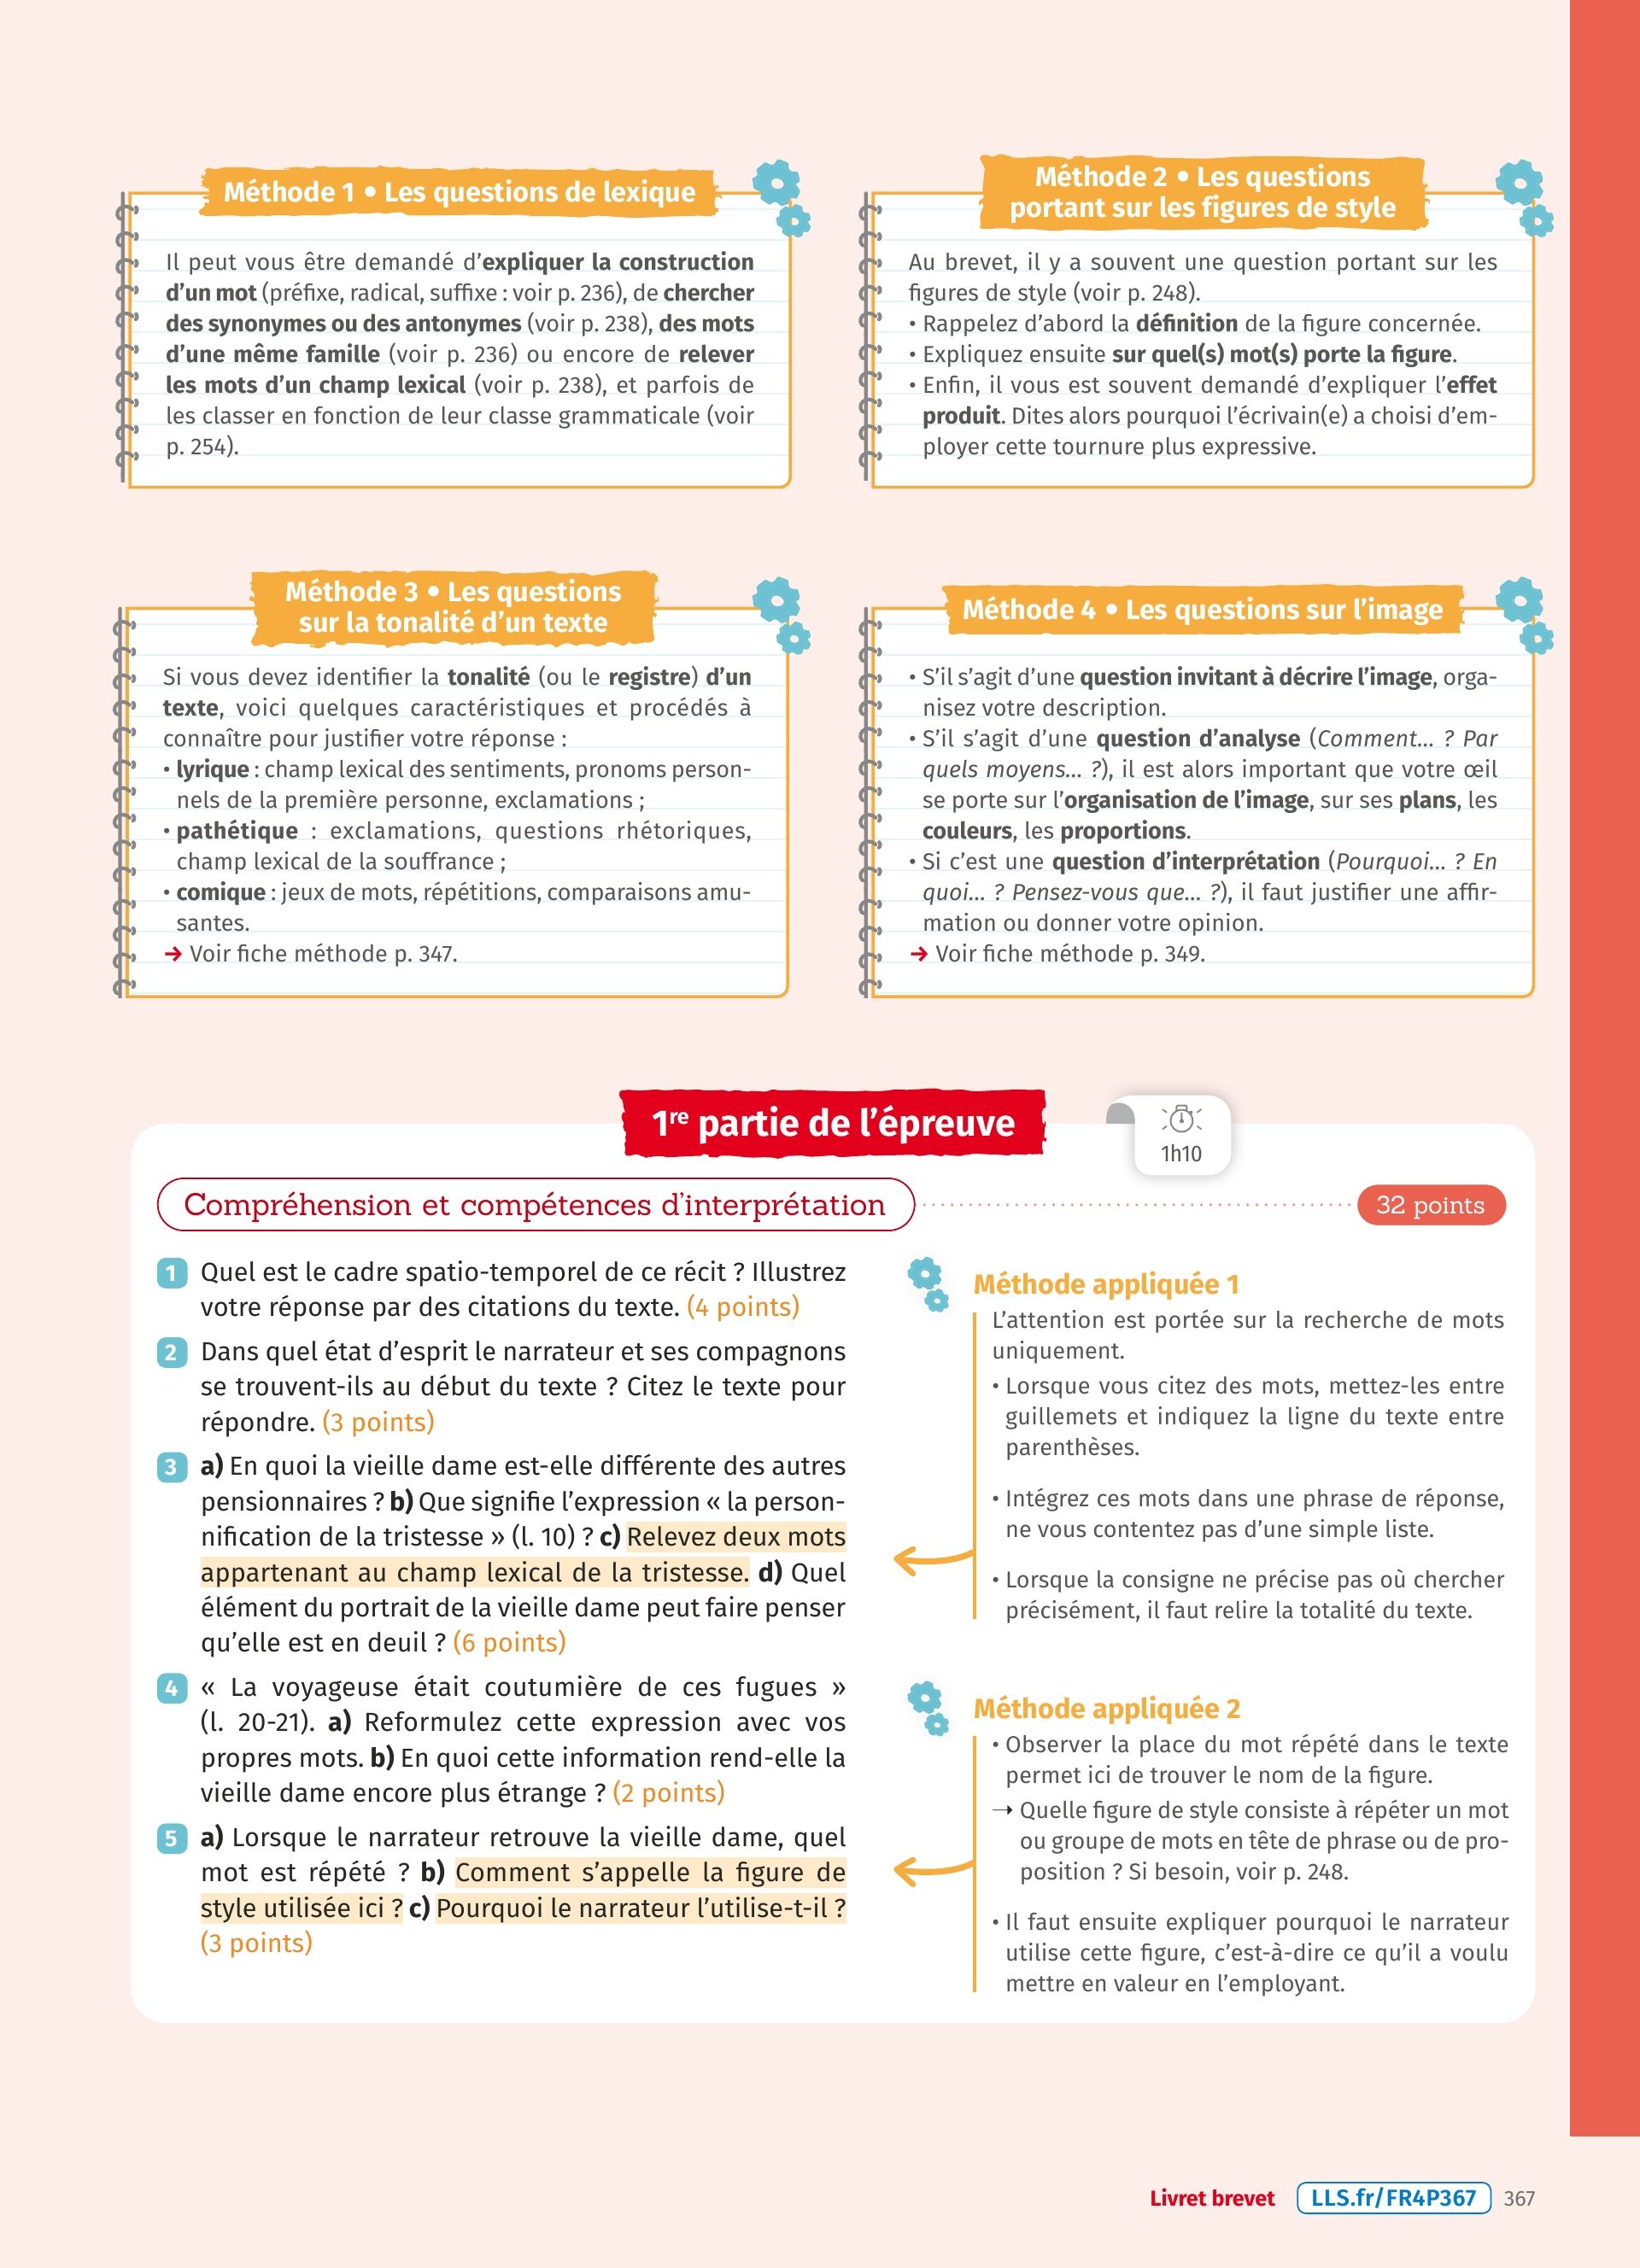 Méthode 1 • Les questions de lexique
Il peut vous être demandé d’expliquer la construction
d’un mot (préfixe, radical, suffixe : voir p. 236), de chercher
des synonymes ou des antonymes (voir p. 238), des mots
d’une même famille (voir p. 236) ou encore de relever
les mots d’un champ lexical (voir p. 238), et parfois de
les classer en fonction de leur classe grammaticale (voir
p. 254).
Méthode 2 • Les questions
portant sur les figures de style
Au brevet, il y a souvent une question portant sur les
figures de style (voir p. 248).
• Rappelez d’abord la définition de la figure concernée.
• Expliquez ensuite sur quel(s) mot(s) porte la figure.
• Enfin, il vous est souvent demandé d’expliquer l’effet
produit. Dites alors pourquoi l’écrivain(e) a choisi d’em-
ployer cette tournure plus expressive.
Méthode 3 • Les questions
sur la tonalité d’un texte
Si vous devez identifier la tonalité (ou le registre) d’un
texte, voici quelques caractéristiques et procédés à
connaître pour justifier votre réponse :
• lyrique : champ lexical des sentiments, pronoms person-
nels de la première personne, exclamations ;
• pathétique : exclamations, questions rhétoriques,
champ lexical de la souffrance ;
• comique : jeux de mots, répétitions, comparaisons amu-
santes.
→ Voir fiche méthode p. 347.
Méthode 4 • Les questions sur l’image
• S’il s’agit d’une question invitant à décrire l’image, orga-
nisez votre description.
• S’il s’agit d’une question d’analyse (Comment… ? Par
quels moyens… ?), il est alors important que votre œil
se porte sur l’organisation de l’image, sur ses plans, les
couleurs, les proportions.
• Si c’est une question d’interprétation (Pourquoi… ? En
quoi… ? Pensez-vous que… ?), il faut justifier une affir-
mation ou donner votre opinion.
→ Voir fiche méthode p. 349.
1re partie de l’épreuve
1h10
Compréhension et compétences d’interprétation
32 points
1 Quel est le cadre spatio-temporel de ce récit ? Illustrez
votre réponse par des citations du texte. (4 points)
2 Dans quel état d’esprit le narrateur et ses compagnons
se trouvent-ils au début du texte ? Citez le texte pour
répondre. (3 points)
3 a) En quoi la vieille dame est-elle différente des autres
pensionnaires ? b) Que signifie l’expression « la person-
nification de la tristesse » (l. 10) ? c) Relevez deux mots
appartenant au champ lexical de la tristesse. d) Quel
élément du portrait de la vieille dame peut faire penser
qu’elle est en deuil ? (6 points)
4 « La voyageuse était coutumière de ces fugues »
(l. 20-21). a) Reformulez cette expression avec vos
propres mots. b) En quoi cette information rend-elle la
vieille dame encore plus étrange ? (2 points)
5 a) Lorsque le narrateur retrouve la vieille dame, quel
mot est répété ? b) Comment s’appelle la figure de
style utilisée ici ? c) Pourquoi le narrateur l’utilise-t-il ?
(3 points)
Méthode appliquée 1
L’attention est portée sur la recherche de mots
uniquement.
• Lorsque vous citez des mots, mettez-les entre
guillemets et indiquez la ligne du texte entre
parenthèses.
• Intégrez ces mots dans une phrase de réponse,
ne vous contentez pas d’une simple liste.
• Lorsque la consigne ne précise pas où chercher
précisément, il faut relire la totalité du texte.
Méthode appliquée 2
• Observer la place du mot répété dans le texte
permet ici de trouver le nom de la figure.
→ Quelle figure de style consiste à répéter un mot
ou groupe de mots en tête de phrase ou de pro-
position ? Si besoin, voir p. 248.
• Il faut ensuite expliquer pourquoi le narrateur
utilise cette figure, c’est-à-dire ce qu’il a voulu
mettre en valeur en l’employant.
Livret brevet LLS.fr/FR4P367 367